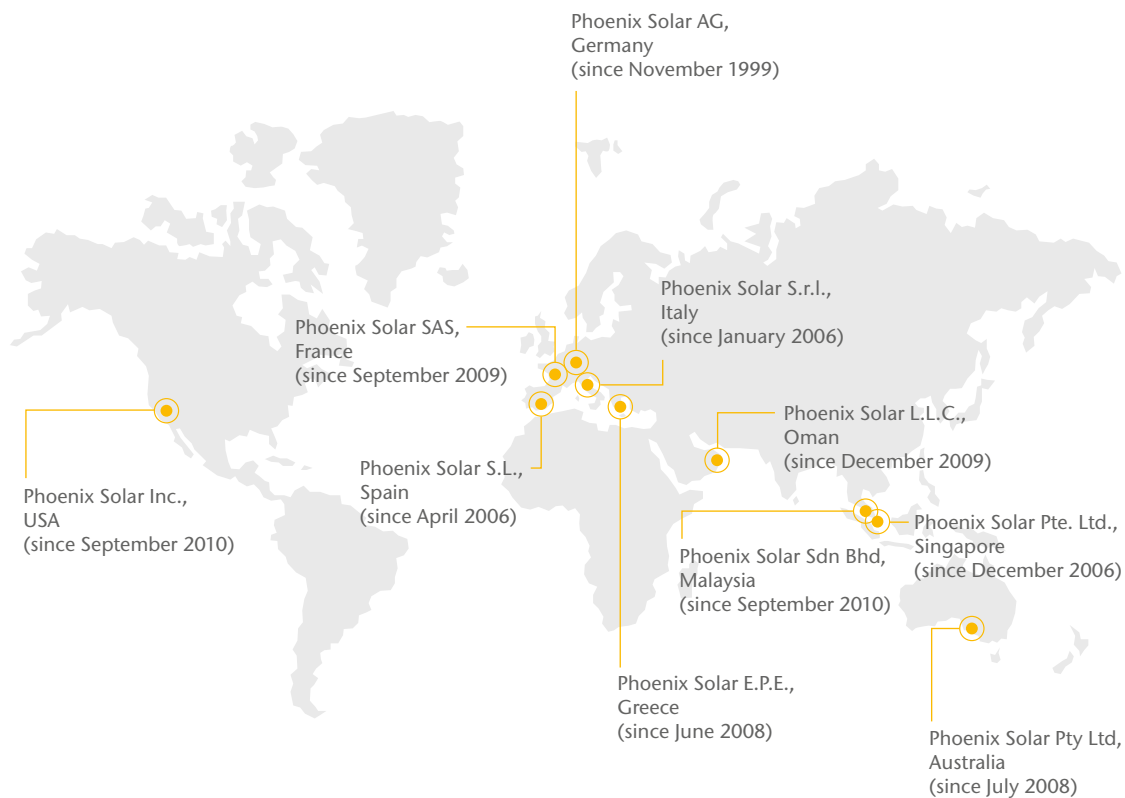 Phoenix Solar AG,
Germany
(since November 1999)
Phoenix Solar S.r.l.,
Italy
(since January 2006)
Phoenix Solar SAS,
France
(since September 2009)
Phoenix Solar L.L.C.,
Oman
(since December 2009)
Phoenix Solar S.L.,
Spain
(since April 2006)
Phoenix Solar Inc.,
USA
(since September 2010)
Phoenix Solar Pte. Ltd.,
Singapore
(since December 2006)
Phoenix Solar Sdn Bhd,
Malaysia
(since September 2010)
Phoenix Solar E.P.E.,
Greece
(since June 2008)
Phoenix Solar Pty Ltd,
Australia
(since July 2008)